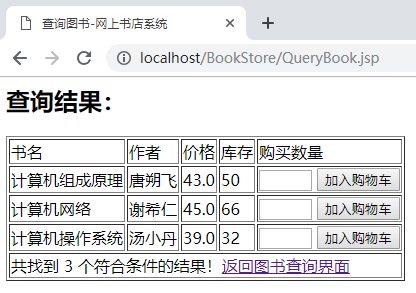 查询图书-网上书店系统
localhost/BookStore/QueryBook.jsp
查询结果：
书名 作者 价格 库存 购买数量
计算机组成原理 唐朔飞 43.0 50 加入购物车
计算机网络 谢希仁 45.0 66 加入购物车
计算机操作系统 汤小丹 39.0 32 加入购物车
共找到 3 个符合条件的结果！返回图书查询界面